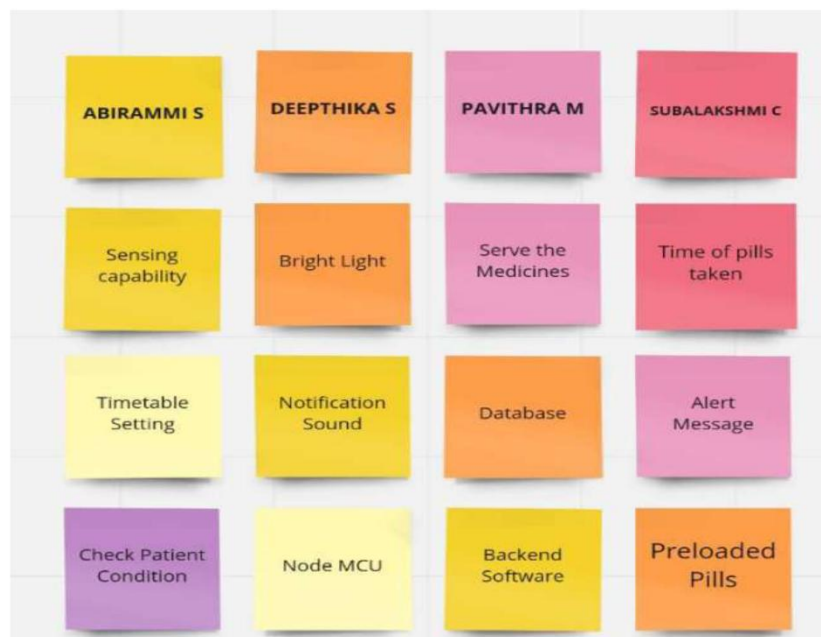 ABIRAMMI S
DEEPTHIKA S
PAVITHRA M
SUBALAKSHMI C
Sensing
capability
Bright Light
Serve the
Medicines
Time of pills
taken
Timetable
Setting
Notification
Sound
Database
Alert
Message
Check Patient
Condition
Node MCU
Backend
Software
Preloaded
Pills